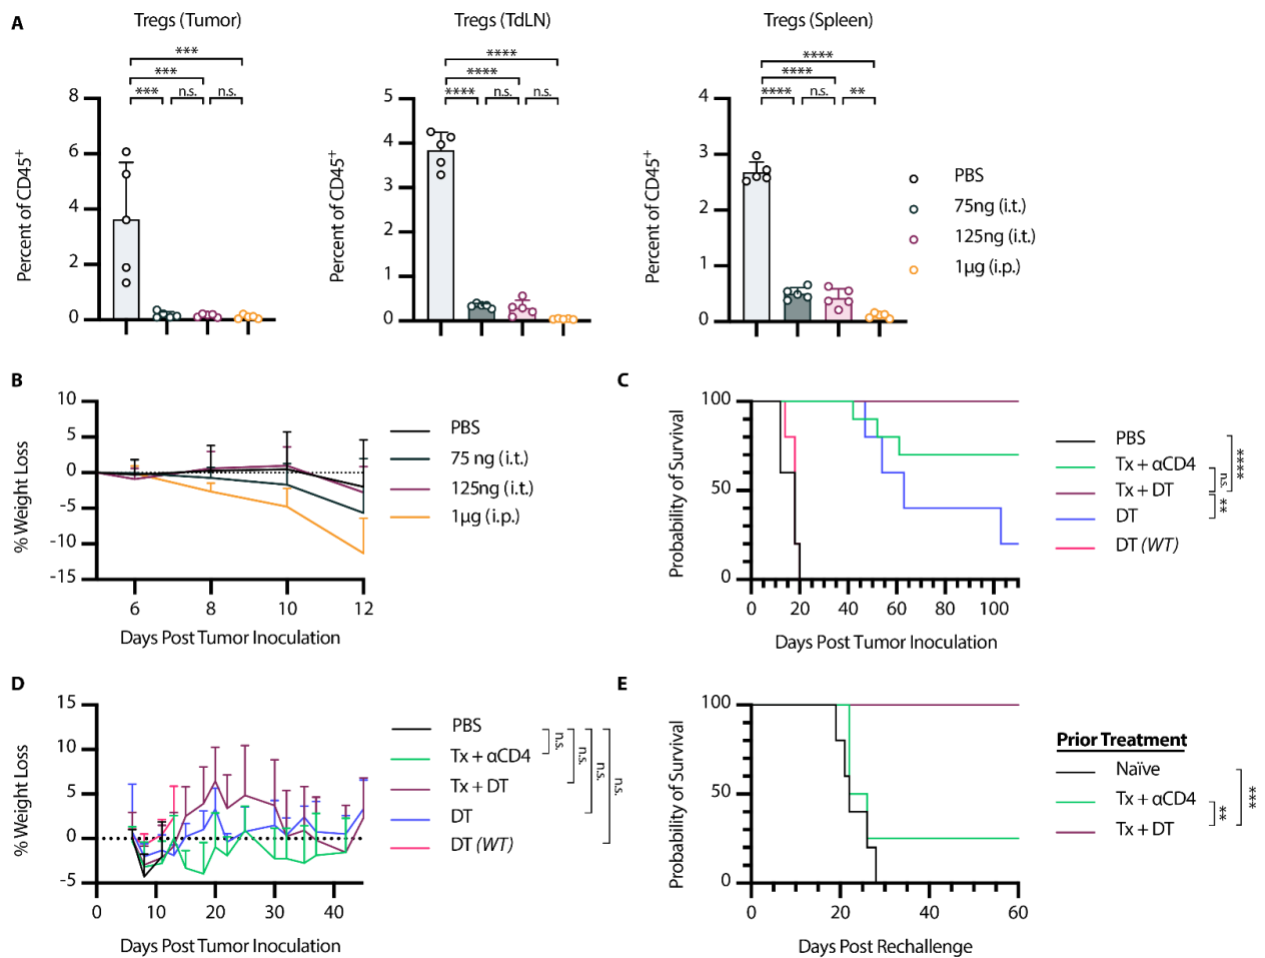 A
Tregs (Tumor)
Tregs (TdLN)
Tregs (Spleen)
***
***
***
n.s.
n.s.
****
****
****
n.s.
n.s.
****
****
****
n.s.
**
Percent of CD45+
8
6
4
2
0
Percent of CD45+
5
4
3
2
1
0
Percent of CD45+
4
3
2
1
0
PBS
75ng (i.t.)
125ng (i.t.)
1μg (i.p.)
B
% Weight Loss
10
5
0
-5
-10
-15
6
8
10
12
Days Post Tumor Inoculation
PBS
75 ng (i.t.)
125ng (i.t.)
1μg (i.p.)
C
Probability of Survival
100
50
0
0
20
40
60
80
100
Days Post Tumor Inoculation
PBS
Tx + αCD4
Tx + DT
DT
DT (WT)
n.s.
**
****
D
% Weight Loss
15
10
5
0
-5
0
10
20
30
40
Days Post Tumor Inoculation
PBS
Tx + αCD4
Tx + DT
DT
DT (WT)
n.s.
n.s.
n.s.
n.s.
E
Probability of Survival
100
50
0
0
20
40
60
Days Post Rechallenge
Prior Treatment
Naïve
Tx + αCD4
Tx + DT
**
***